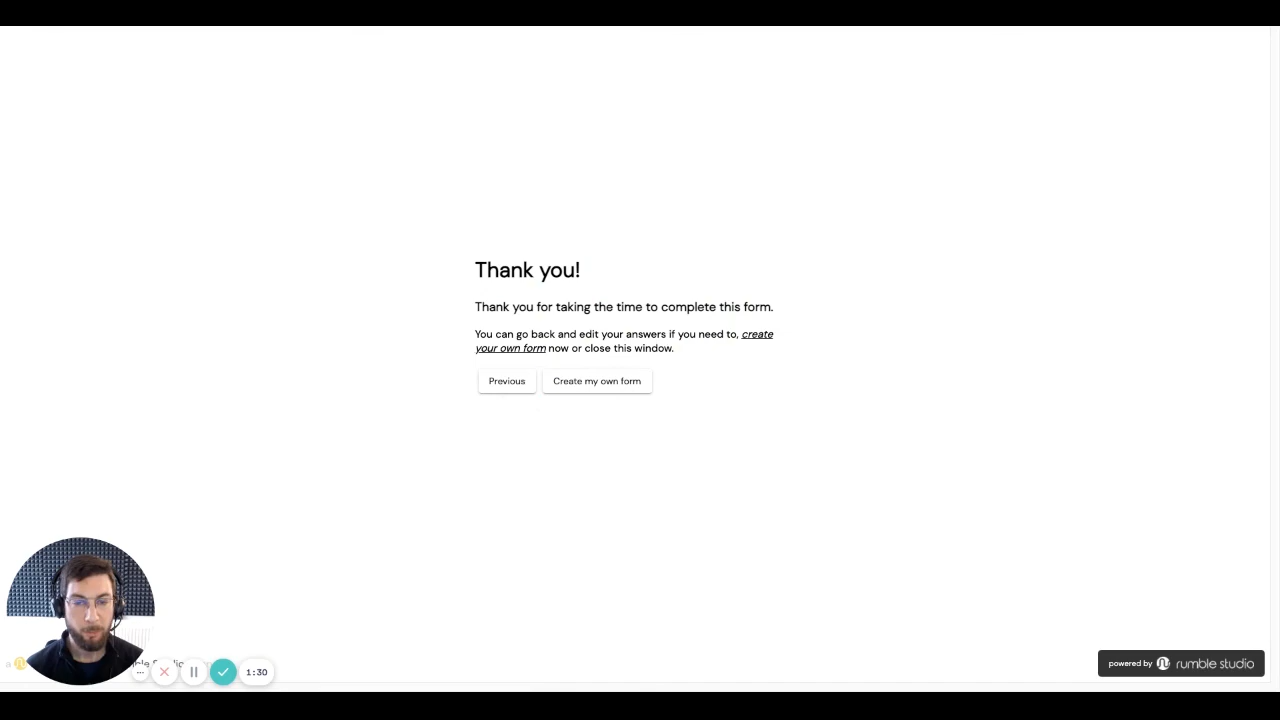 Thank you!
Thank you for taking the time to complete this form.
You can go back and edit your answers if you need to, create
your own form now or close this window.
Previous Create my own form
1:30
powered by rumble studio